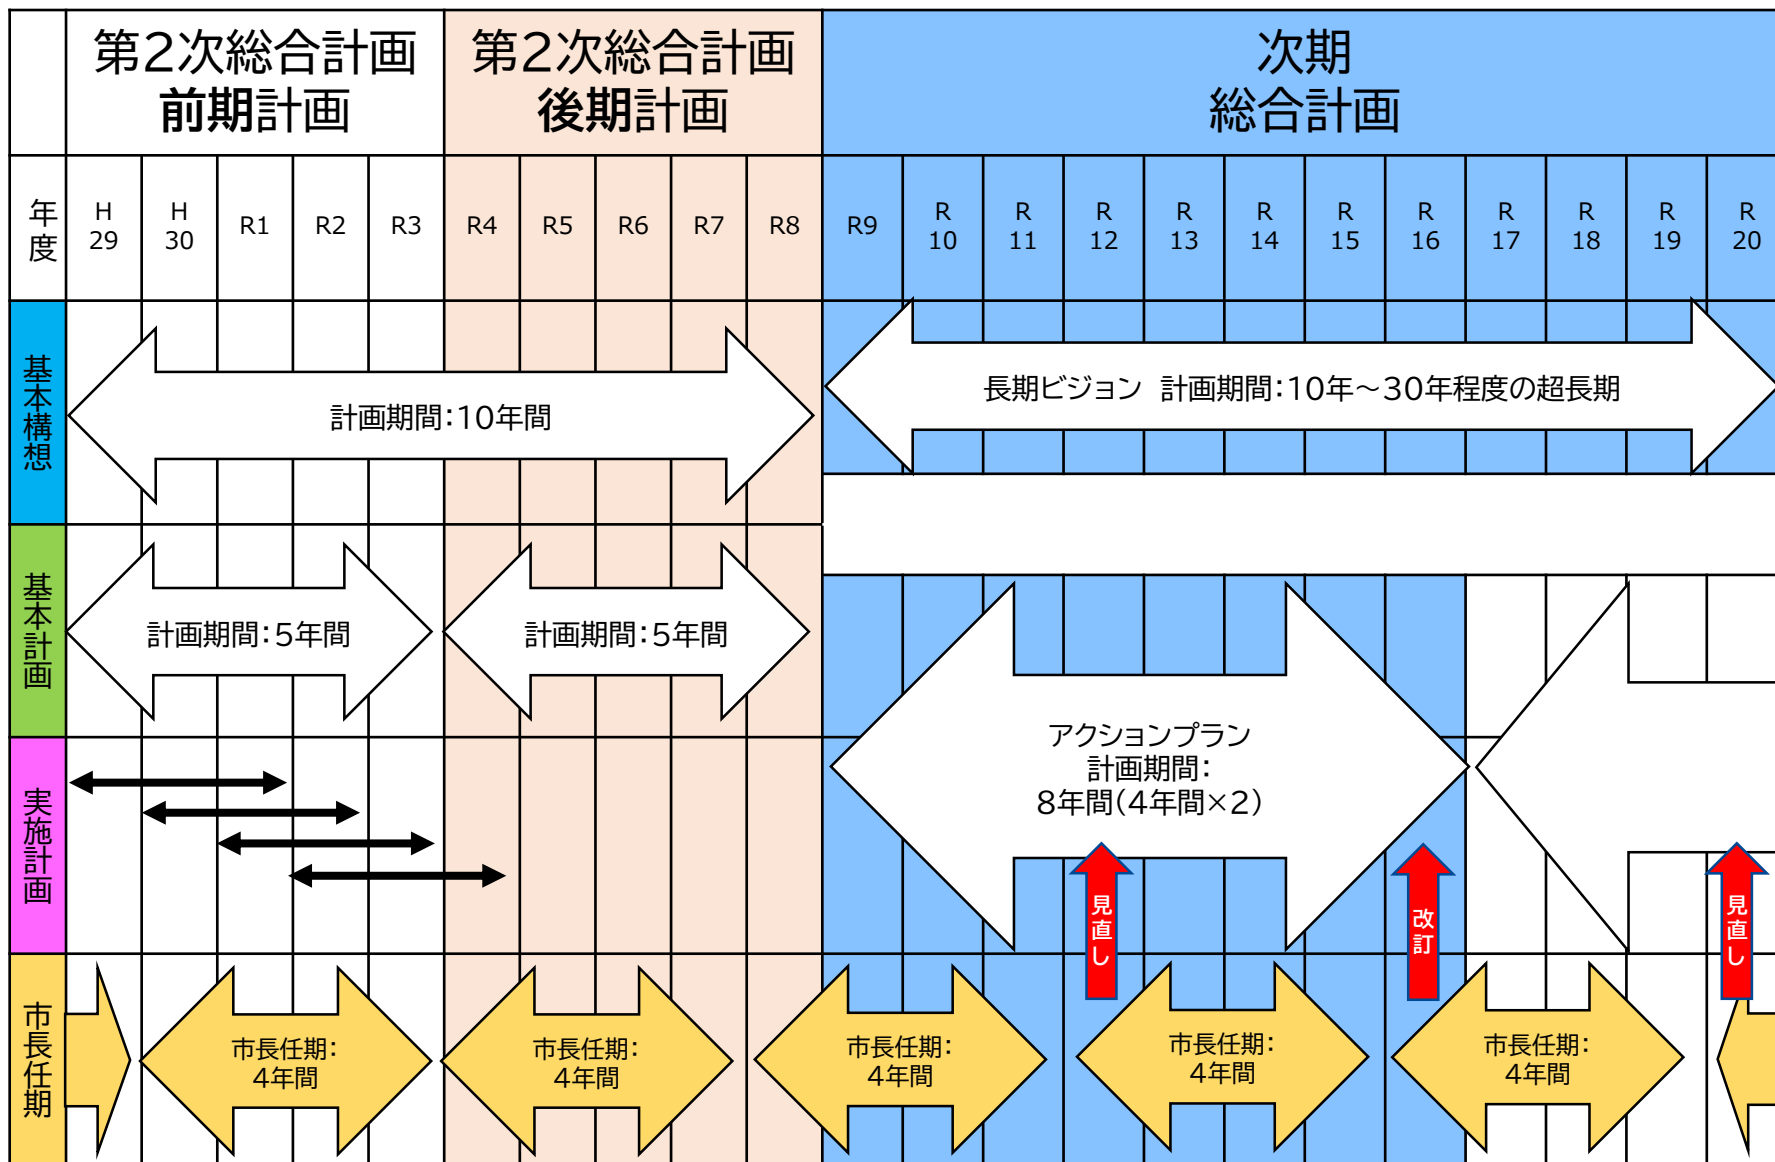 第2次総合計画
前期計画
第2次総合計画
後期計画
次期
総合計画
年度
H
29
H
30
R1
R2
R3
R4
R5
R6
R7
R8
R9
R
10
R
11
R
12
R
13
R
14
R
15
R
16
R
17
R
18
R
19
R
20
基本構想
計画期間：10年間
長期ビジョン 計画期間：10年～30年程度の超長期
基本計画
計画期間：5年間
計画期間：5年間
アクションプラン
計画期間：
8年間（4年間×2）
実施計画
見直し
改訂
見直し
市長任期
市長任期：
4年間
市長任期：
4年間
市長任期：
4年間
市長任期：
4年間
市長任期：
4年間